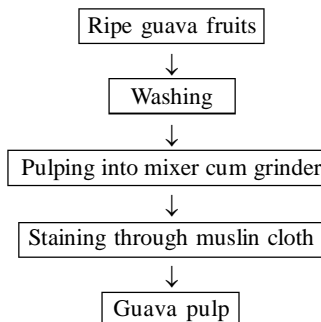 Ripe guava fruits
Washing
Pulping into mixer cum grinder
Staining through muslin cloth
Guava pulp